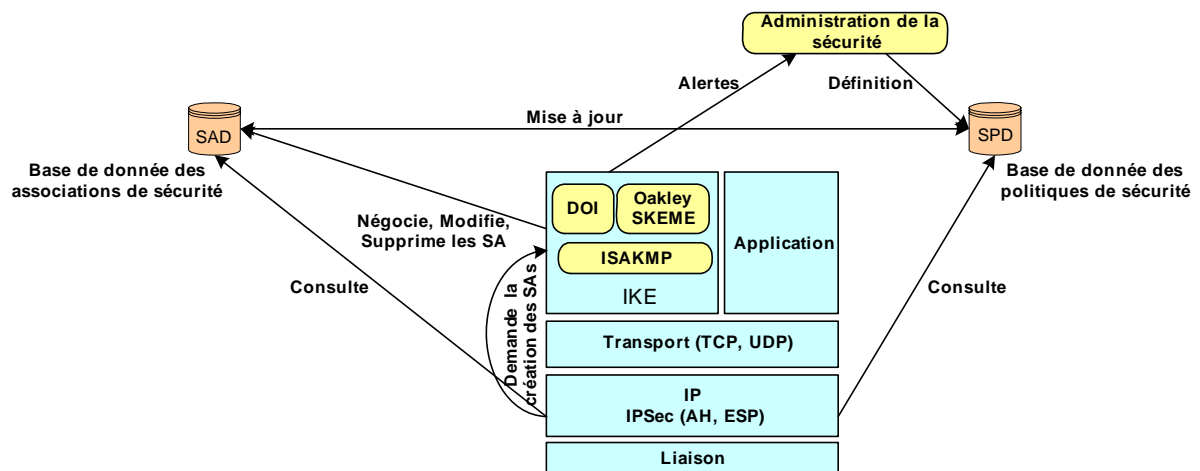 Administration de la
sécurité
Alertes
Définition
Mise à jour
SAD
SPD
Base de donnée des
associations de sécurité
Base de donnée des
politiques de sécurité
DOI
Oakley
SKEME
Négocie, Modifie,
Supprime les SA
Application
ISAKMP
Consulte
Consulte
IKE
Demande la
création des SAs
Transport (TCP, UDP)
IP
IPSec (AH, ESP)
Liaison